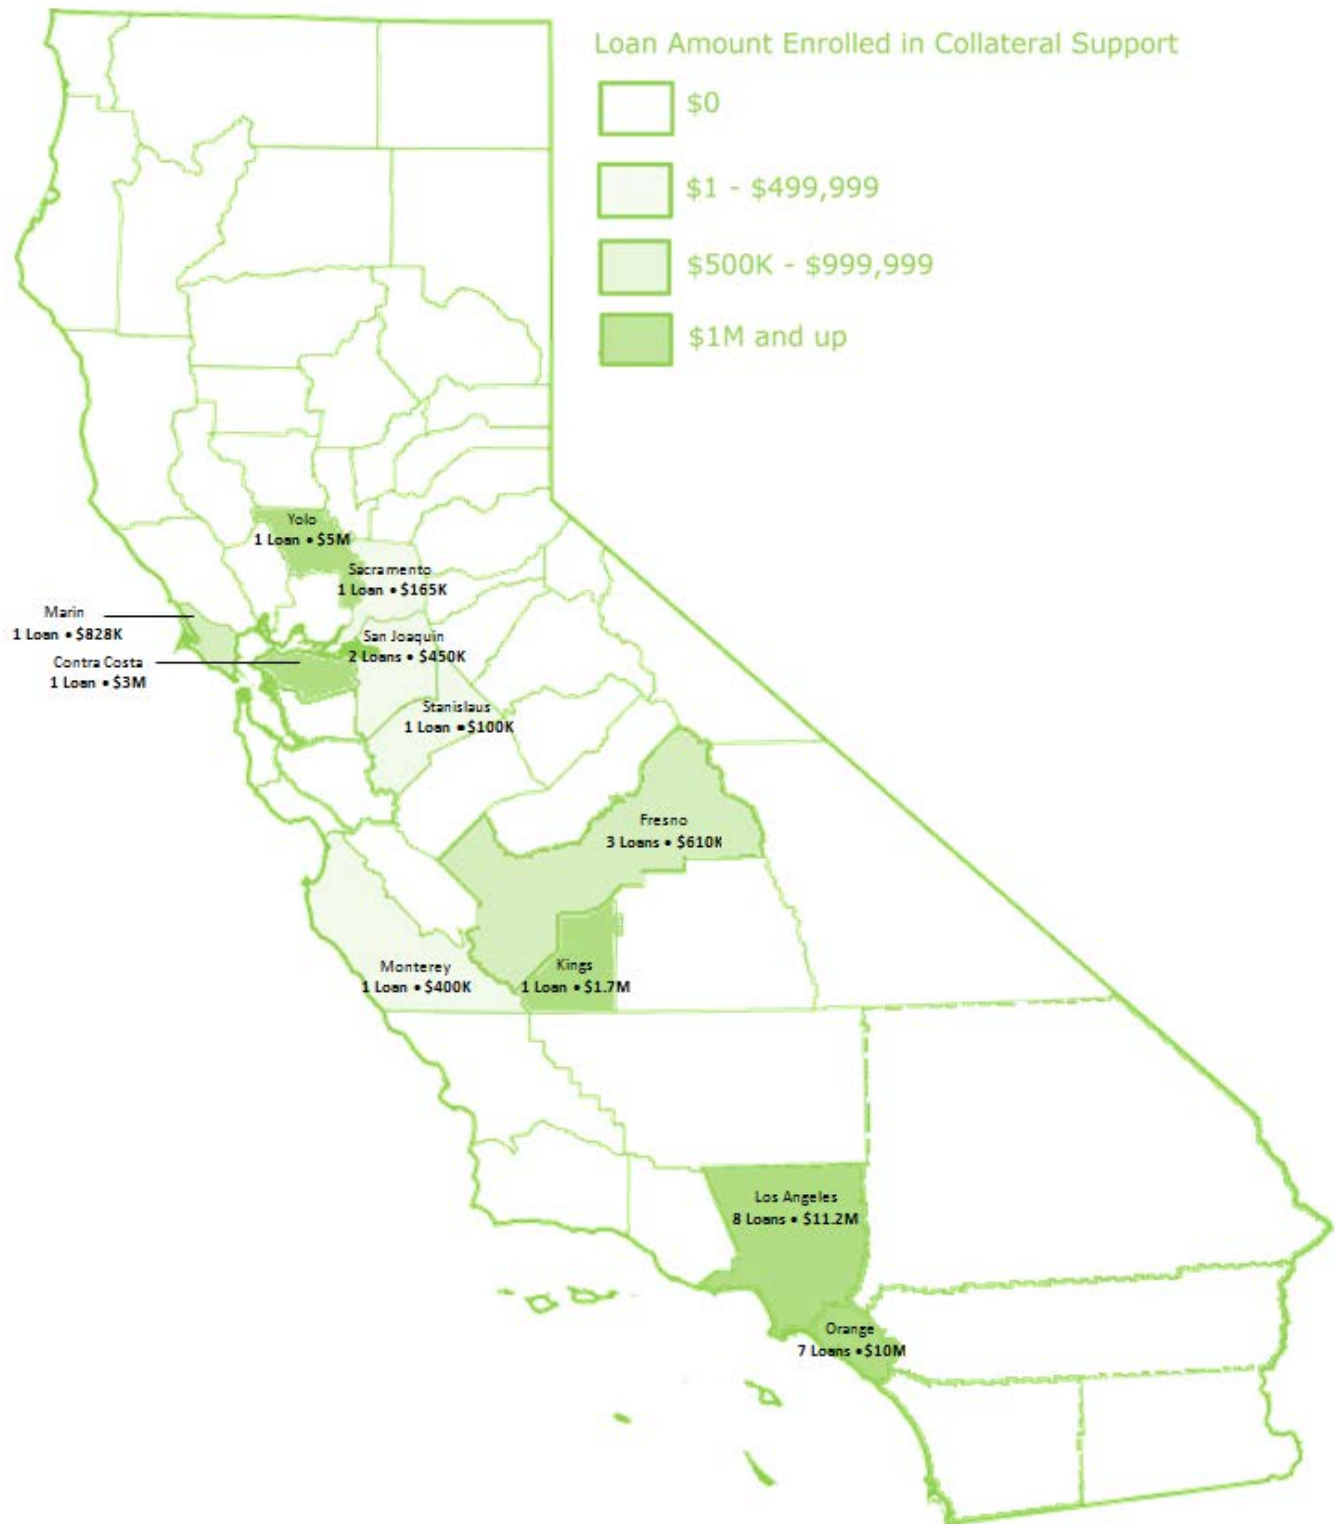 Loan Amount Enrolled in Collateral Support
$0
$1 - $499,999
$500K - $999,999
$1M and up
Yolo
1 Loan • $5M
Sacramento
1 Loan • $165K
Marin
1 Loan • $828K
San Joaquin
2 Loans • $450K
Contra Costa
1 Loan • $3M
Stanislaus
1 Loan • $100K
Fresno
3 Loans • $610K
Monterey
1 Loan • $400K
Kings
1 Loan • $1.7M
Los Angeles
8 Loans • $11.2M
Orange
7 Loans • $10M